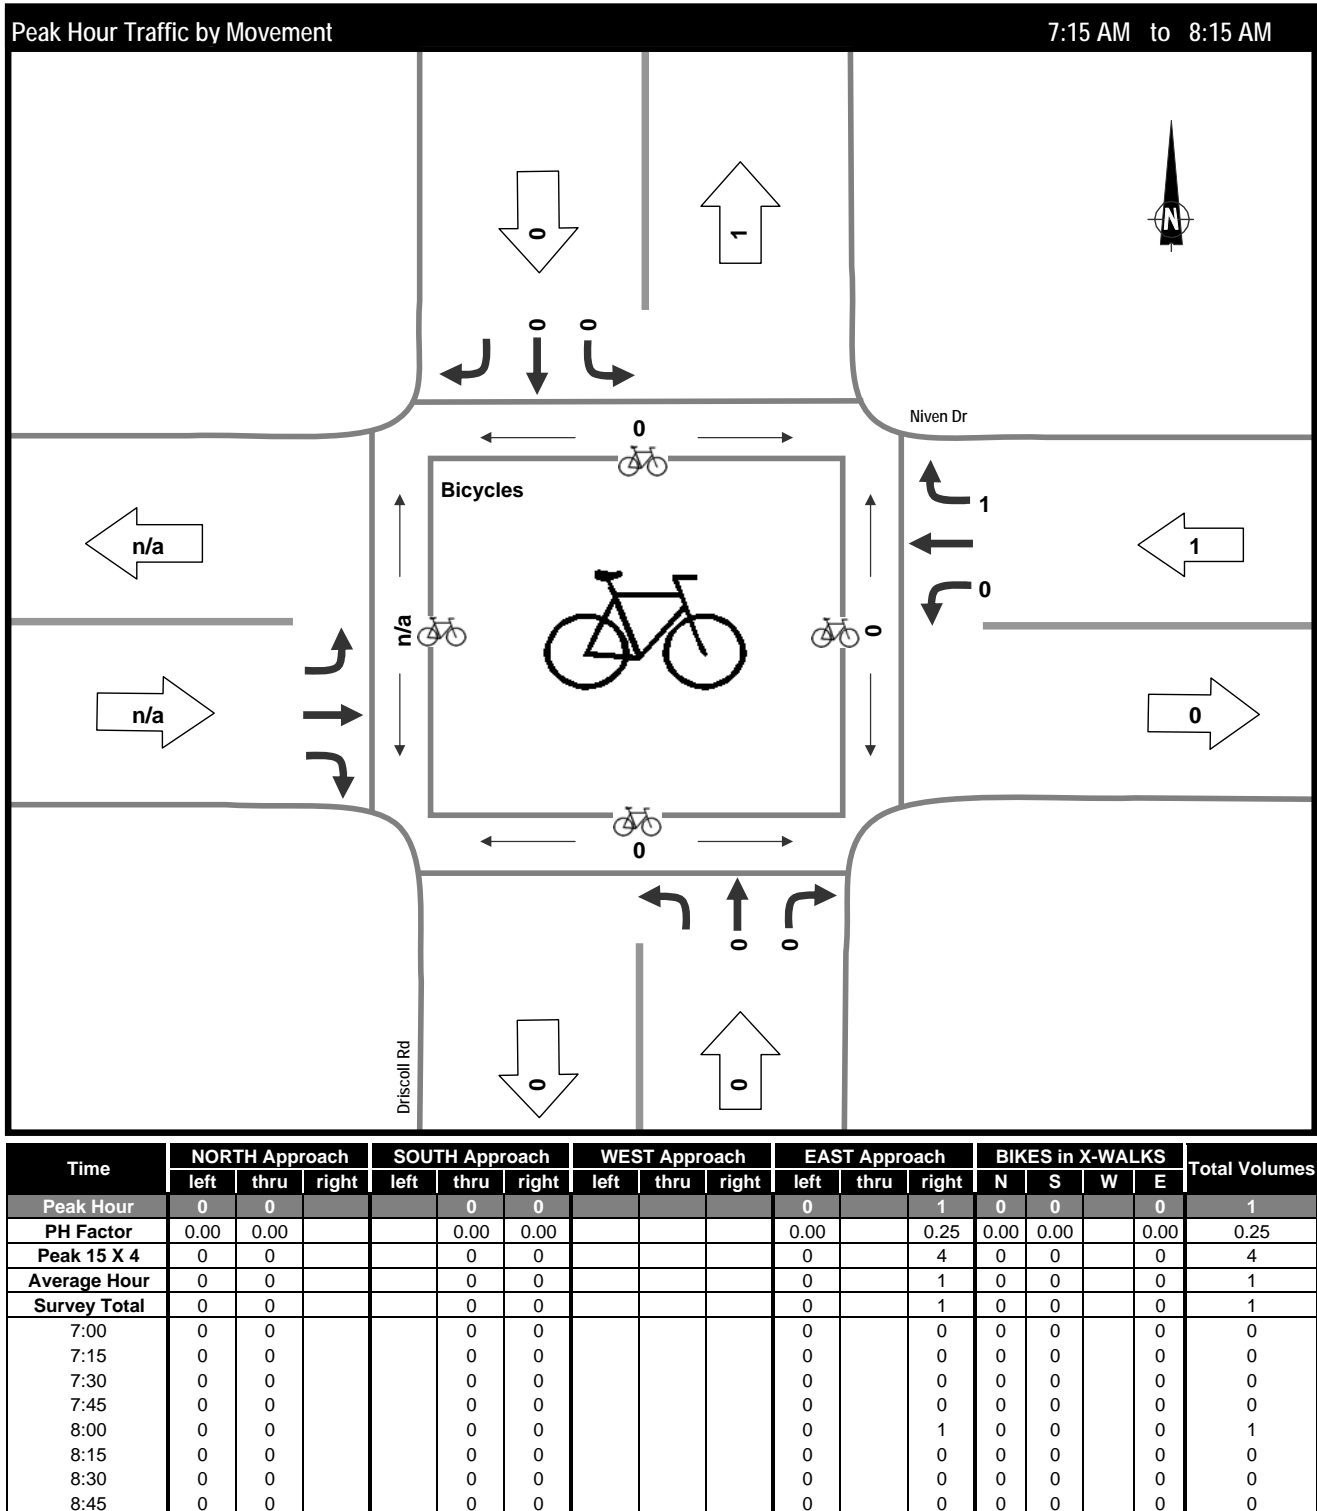 Peak Hour Traffic by Movement 7:15 AM to 8:15 AM
N
0 1
0 0
Niven Dr
0
Bicycles
1
n/a 1
0
n/a 0
n/a 0
0
0 0
Driscoll Rd
0 0
Time NORTH Approach SOUTH Approach WEST Approach EAST Approach BIKES in X-WALKS Total Volumes
left thru right left thru right left thru right left thru right N S W E
Peak Hour 0 0 0 0 0 1 0 0 0 1
PH Factor 0.00 0.00 0.00 0.00 0.00 0.25 0.00 0.00 0.00 0.25
Peak 15 X 4 0 0 0 0 0 4 0 0 0 4
Average Hour 0 0 0 0 0 1 0 0 0 1
Survey Total 0 0 0 0 0 1 0 0 0 1
7:00 0 0 0 0 0 0 0 0 0 0
7:15 0 0 0 0 0 0 0 0 0 0
7:30 0 0 0 0 0 0 0 0 0 0
7:45 0 0 0 0 0 0 0 0 0 0
8:00 0 0 0 0 0 1 0 0 0 1
8:15 0 0 0 0 0 0 0 0 0 0
8:30 0 0 0 0 0 0 0 0 0 0
8:45 0 0 0 0 0 0 0 0 0 0